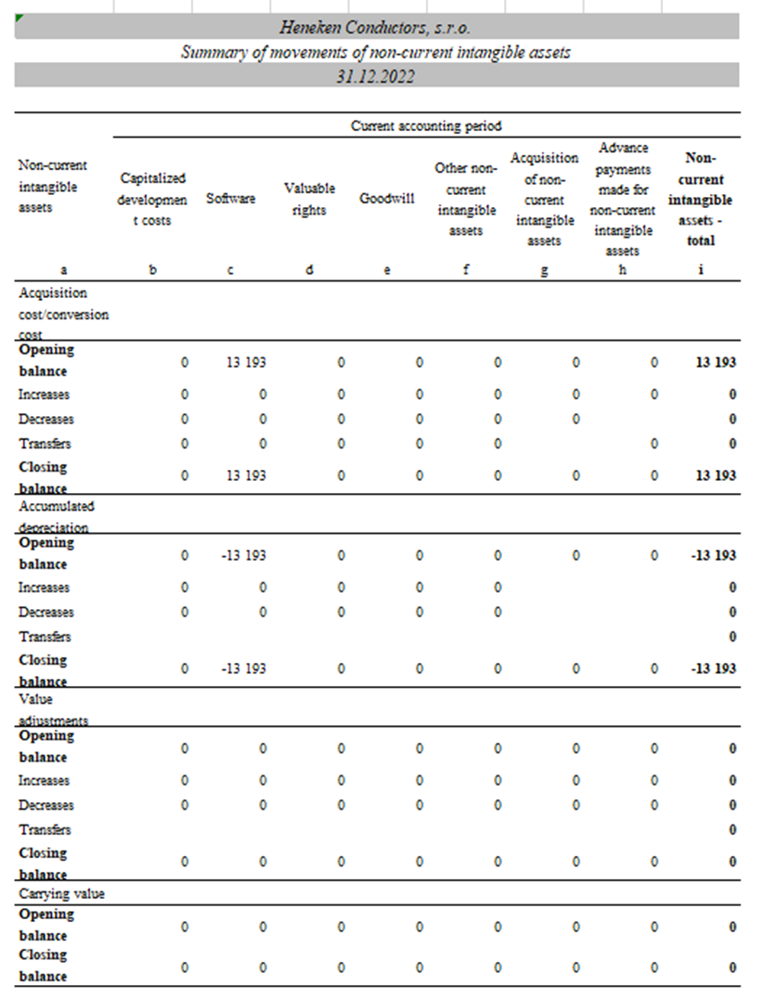 Heneken Conductors, s.r.o.
Summary of movements of non-current intangible assets
31.12.2022
Current accounting period
Non-current intangible assets Capitalized developmen t costs Software Valuable rights Goodwill Other non-current intangible assets Acquisition of non-current intangible assets Advance payments made for non-current intangible assets Non-current intangible assets - total
a b c d e f g h i
Acquisition
cost/conversion
cost
Opening
balance 0 13 193 0 0 0 0 0 13 193
Increases 0 0 0 0 0 0 0 0
Decreases 0 0 0 0 0 0 0
Transfers 0 0 0 0 0 0 0
Closing
balance 0 13 193 0 0 0 0 0 13 193
Accumulated
depreciation
Opening
balance 0 -13 193 0 0 0 0 0 -13 193
Increases 0 0 0 0 0 0
Decreases 0 0 0 0 0 0
Transfers 0
Closing
balance 0 -13 193 0 0 0 0 0 -13 193
Value
adjustments
Opening
balance 0 0 0 0 0 0 0 0
Increases 0 0 0 0 0 0 0 0
Decreases 0 0 0 0 0 0 0 0
Transfers 0
Closing
balance 0 0 0 0 0 0 0 0
Carrying value
Opening
balance 0 0 0 0 0 0 0 0
Closing
balance 0 0 0 0 0 0 0 0